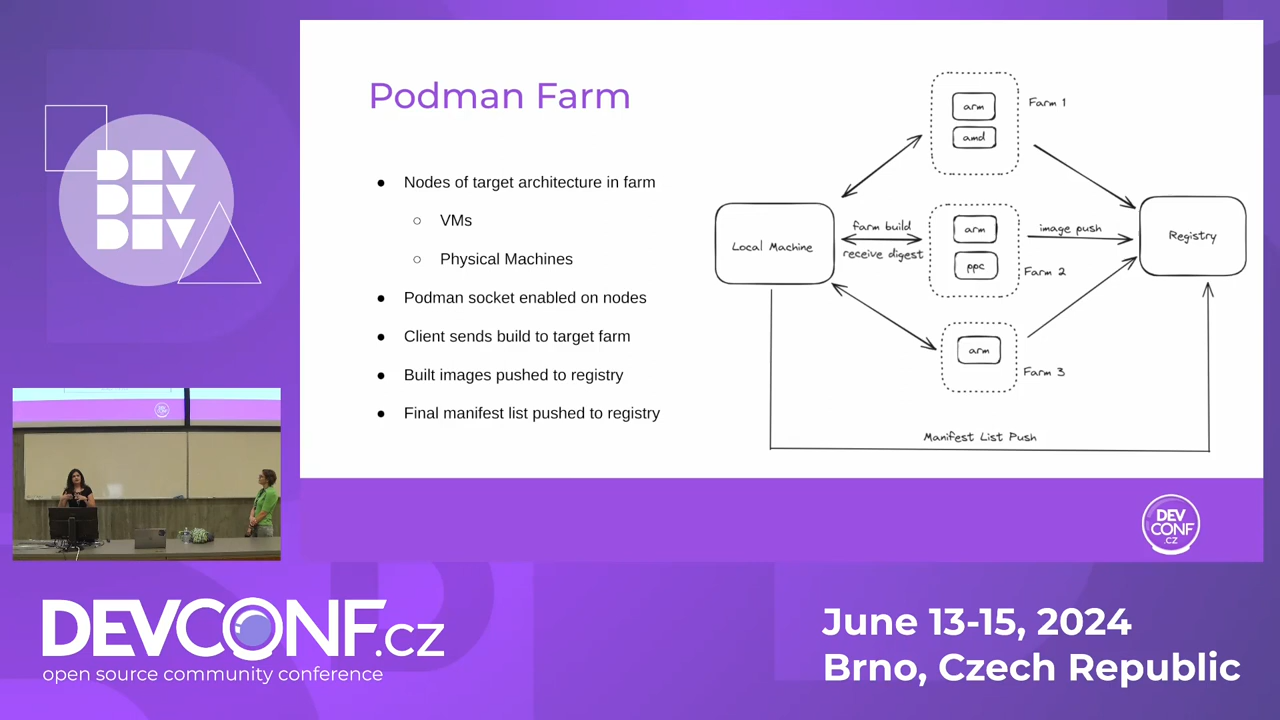 DEV
DEV
DEV
Podman Farm
● Nodes of target architecture in farm
○ VMs
○ Physical Machines
● Podman socket enabled on nodes
● Client sends build to target farm
● Built images pushed to registry
● Final manifest list pushed to registry
arm
amd
Farm 1
Local Machine
farm build
receive digest
arm
ppc
Farm 2
image push
Registry
arm
Farm 3
Manifest List Push
DEV
CONF
.CZ
DEVCONF.cz
open source community conference
June 13-15, 2024
Brno, Czech Republic